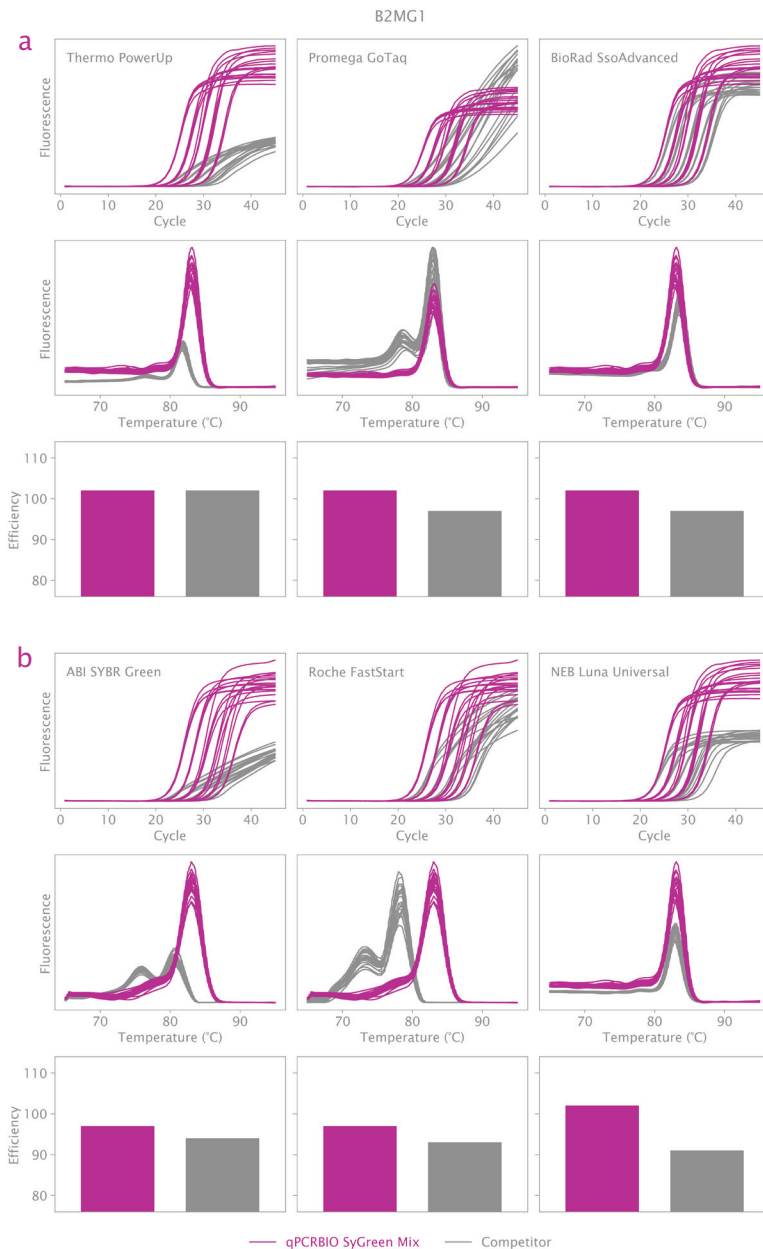 B2MG1
a
Thermo PowerUp
Promega GoTaq
BioRad SsoAdvanced
Fluorescence
0 10 20 30 40
0 10 20 30 40
0 10 20 30 40
Cycle
Cycle
Cycle
Fluorescence
70 80 90
70 80 90
70 80 90
Temperature (°C)
Temperature (°C)
Temperature (°C)
Efficiency
110
100
90
80
b
ABI SYBR Green
Roche FastStart
NEB Luna Universal
Fluorescence
0 10 20 30 40
0 10 20 30 40
0 10 20 30 40
Cycle
Cycle
Cycle
Fluorescence
70 80 90
70 80 90
70 80 90
Temperature (°C)
Temperature (°C)
Temperature (°C)
Efficiency
110
100
90
80
qPCRBIO SyGreen Mix
Competitor